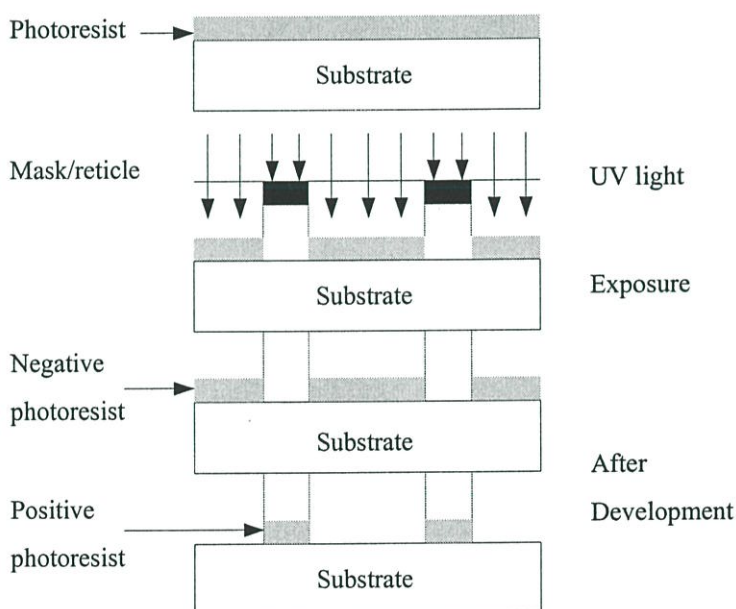 Photoresist
Substrate
Mask/reticle
UV light
Substrate
Exposure
Negative
photoresist
Substrate
After
Development
Positive
photoresist
Substrate